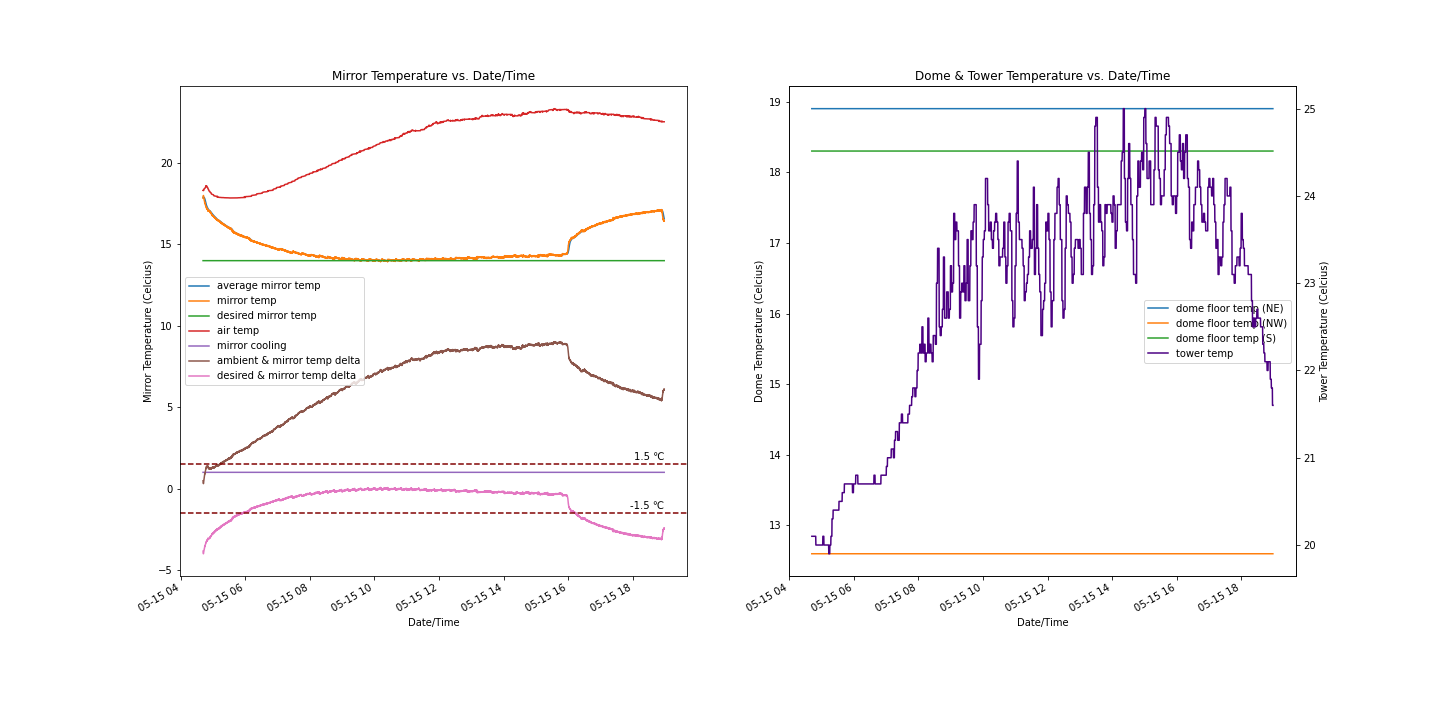 Mirror Temperature vs. Date/Time
Mirror Temperature (Celcius)
20
15
10
5
0
−5
average mirror temp
mirror temp
desired mirror temp
air temp
mirror cooling
ambient & mirror temp delta
desired & mirror temp delta
1.5 ℃
-1.5 ℃
05-15 04
05-15 06
05-15 08
05-15 10
05-15 12
05-15 14
05-15 16
05-15 18
Date/Time
Dome & Tower Temperature vs. Date/Time
Dome Temperature (Celcius)
19
18
17
16
15
14
13
dome floor temp (NE)
dome floor temp (NW)
dome floor temp (S)
tower temp
25
24
23
22
21
20
Tower Temperature (Celcius)
05-15 04
05-15 06
05-15 08
05-15 10
05-15 12
05-15 14
05-15 16
05-15 18
Date/Time